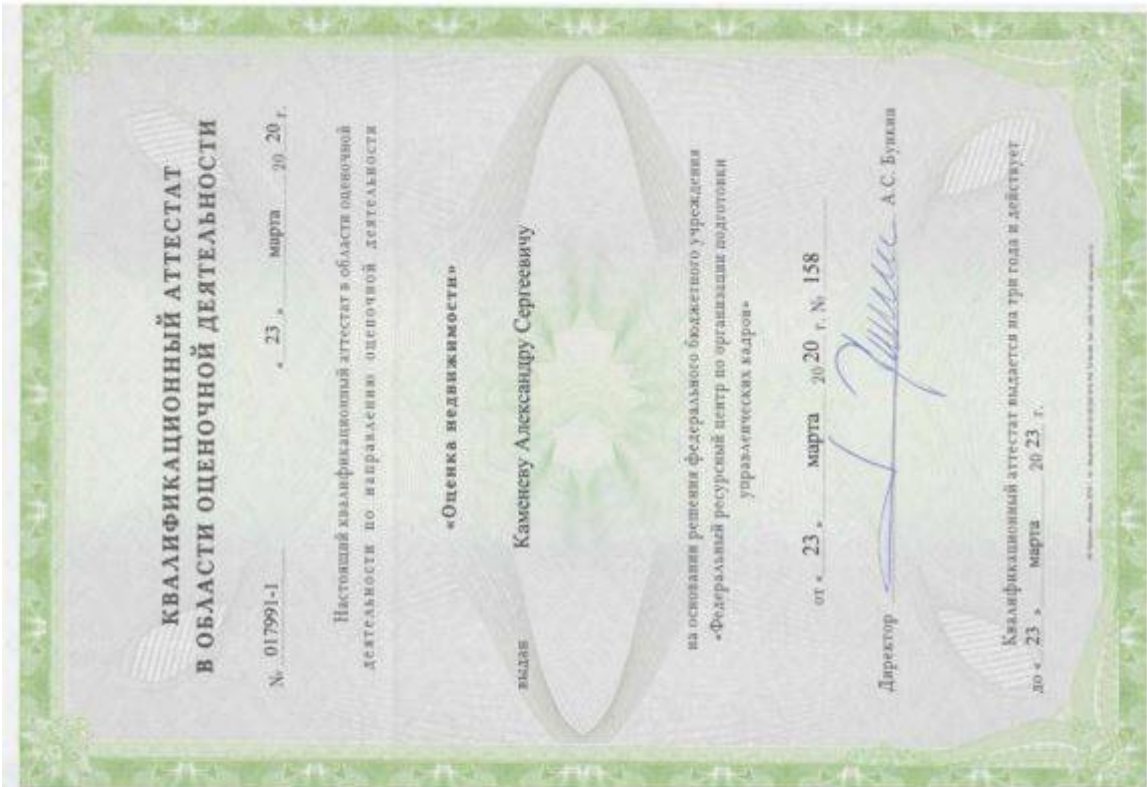 КВАЛИФИКАЦИОННЫЙ АТТЕСТАТ
В ОБЛАСТИ ОЦЕНОЧНОЙ ДЕЯТЕЛЬНОСТИ
№ 017991-1 « 23 » марта 20 20 г.
Настоящий квалификационный аттестат в области оценочной
деятельности по направлению оценочной деятельности
«Оценка недвижимости»
выдан Каменеву Александру Сергеевичу
на основании решения федерального бюджетного учреждения
«Федеральный ресурсный центр по организации подготовки
управленческих кадров»
от « 23 » марта 20 20 г. № 158
Директор А.С. Бункин
Квалификационный аттестат выдается на три года и действует
до « 23 » марта 20 23 г.